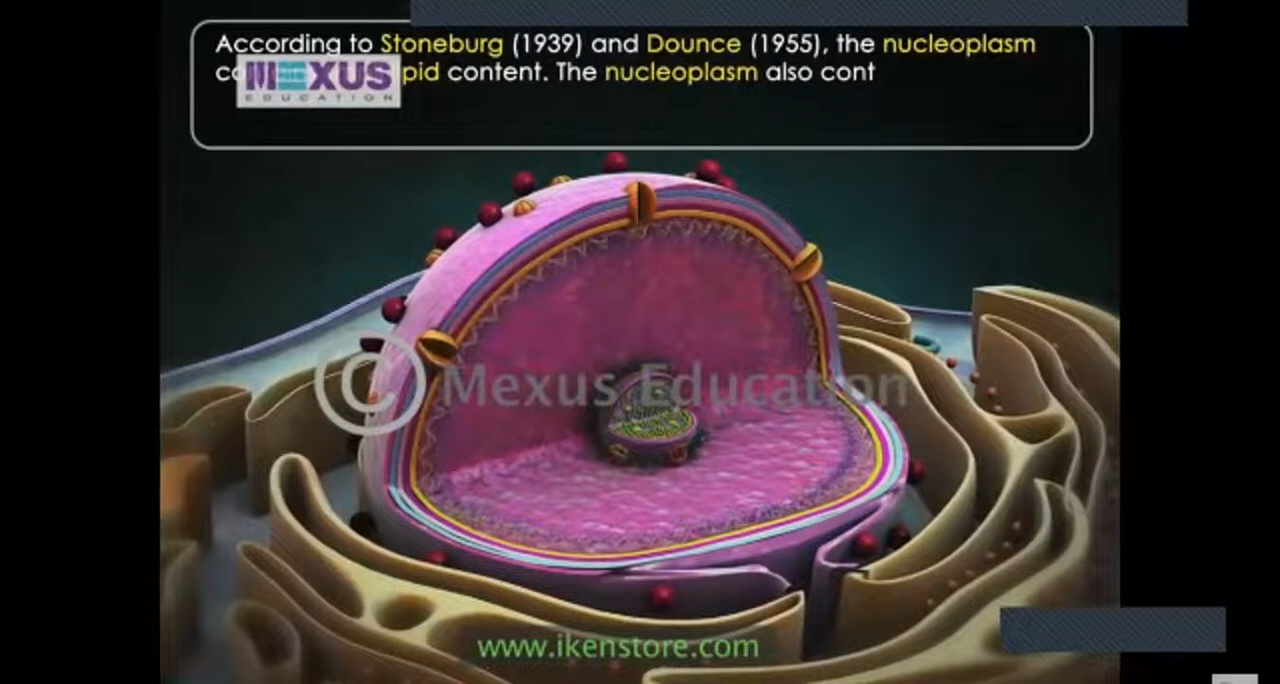 According to Stoneburg (1939) and Dounce (1955), the nucleoplasm
content. The nucleoplasm also cont
MEXUS
EDUCATION
© Mexus Education
www.ikenstore.com